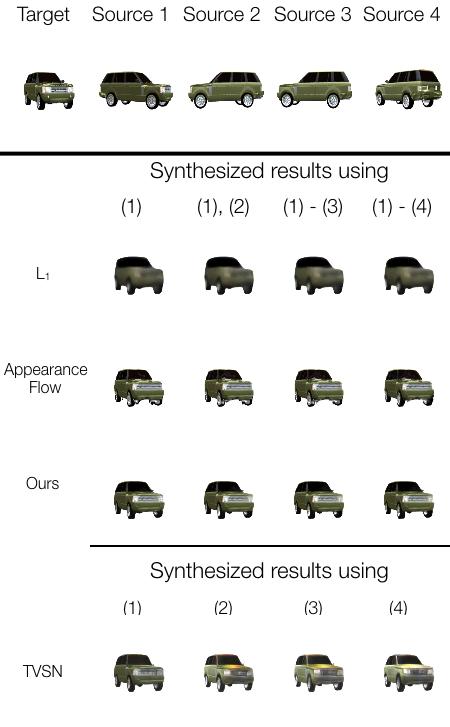 Target Source 1 Source 2 Source 3 Source 4
Synthesized results using
(1) (1), (2) (1) - (3) (1) - (4)
L₁
Appearance
Flow
Ours
Synthesized results using
(1) (2) (3) (4)
TVSN